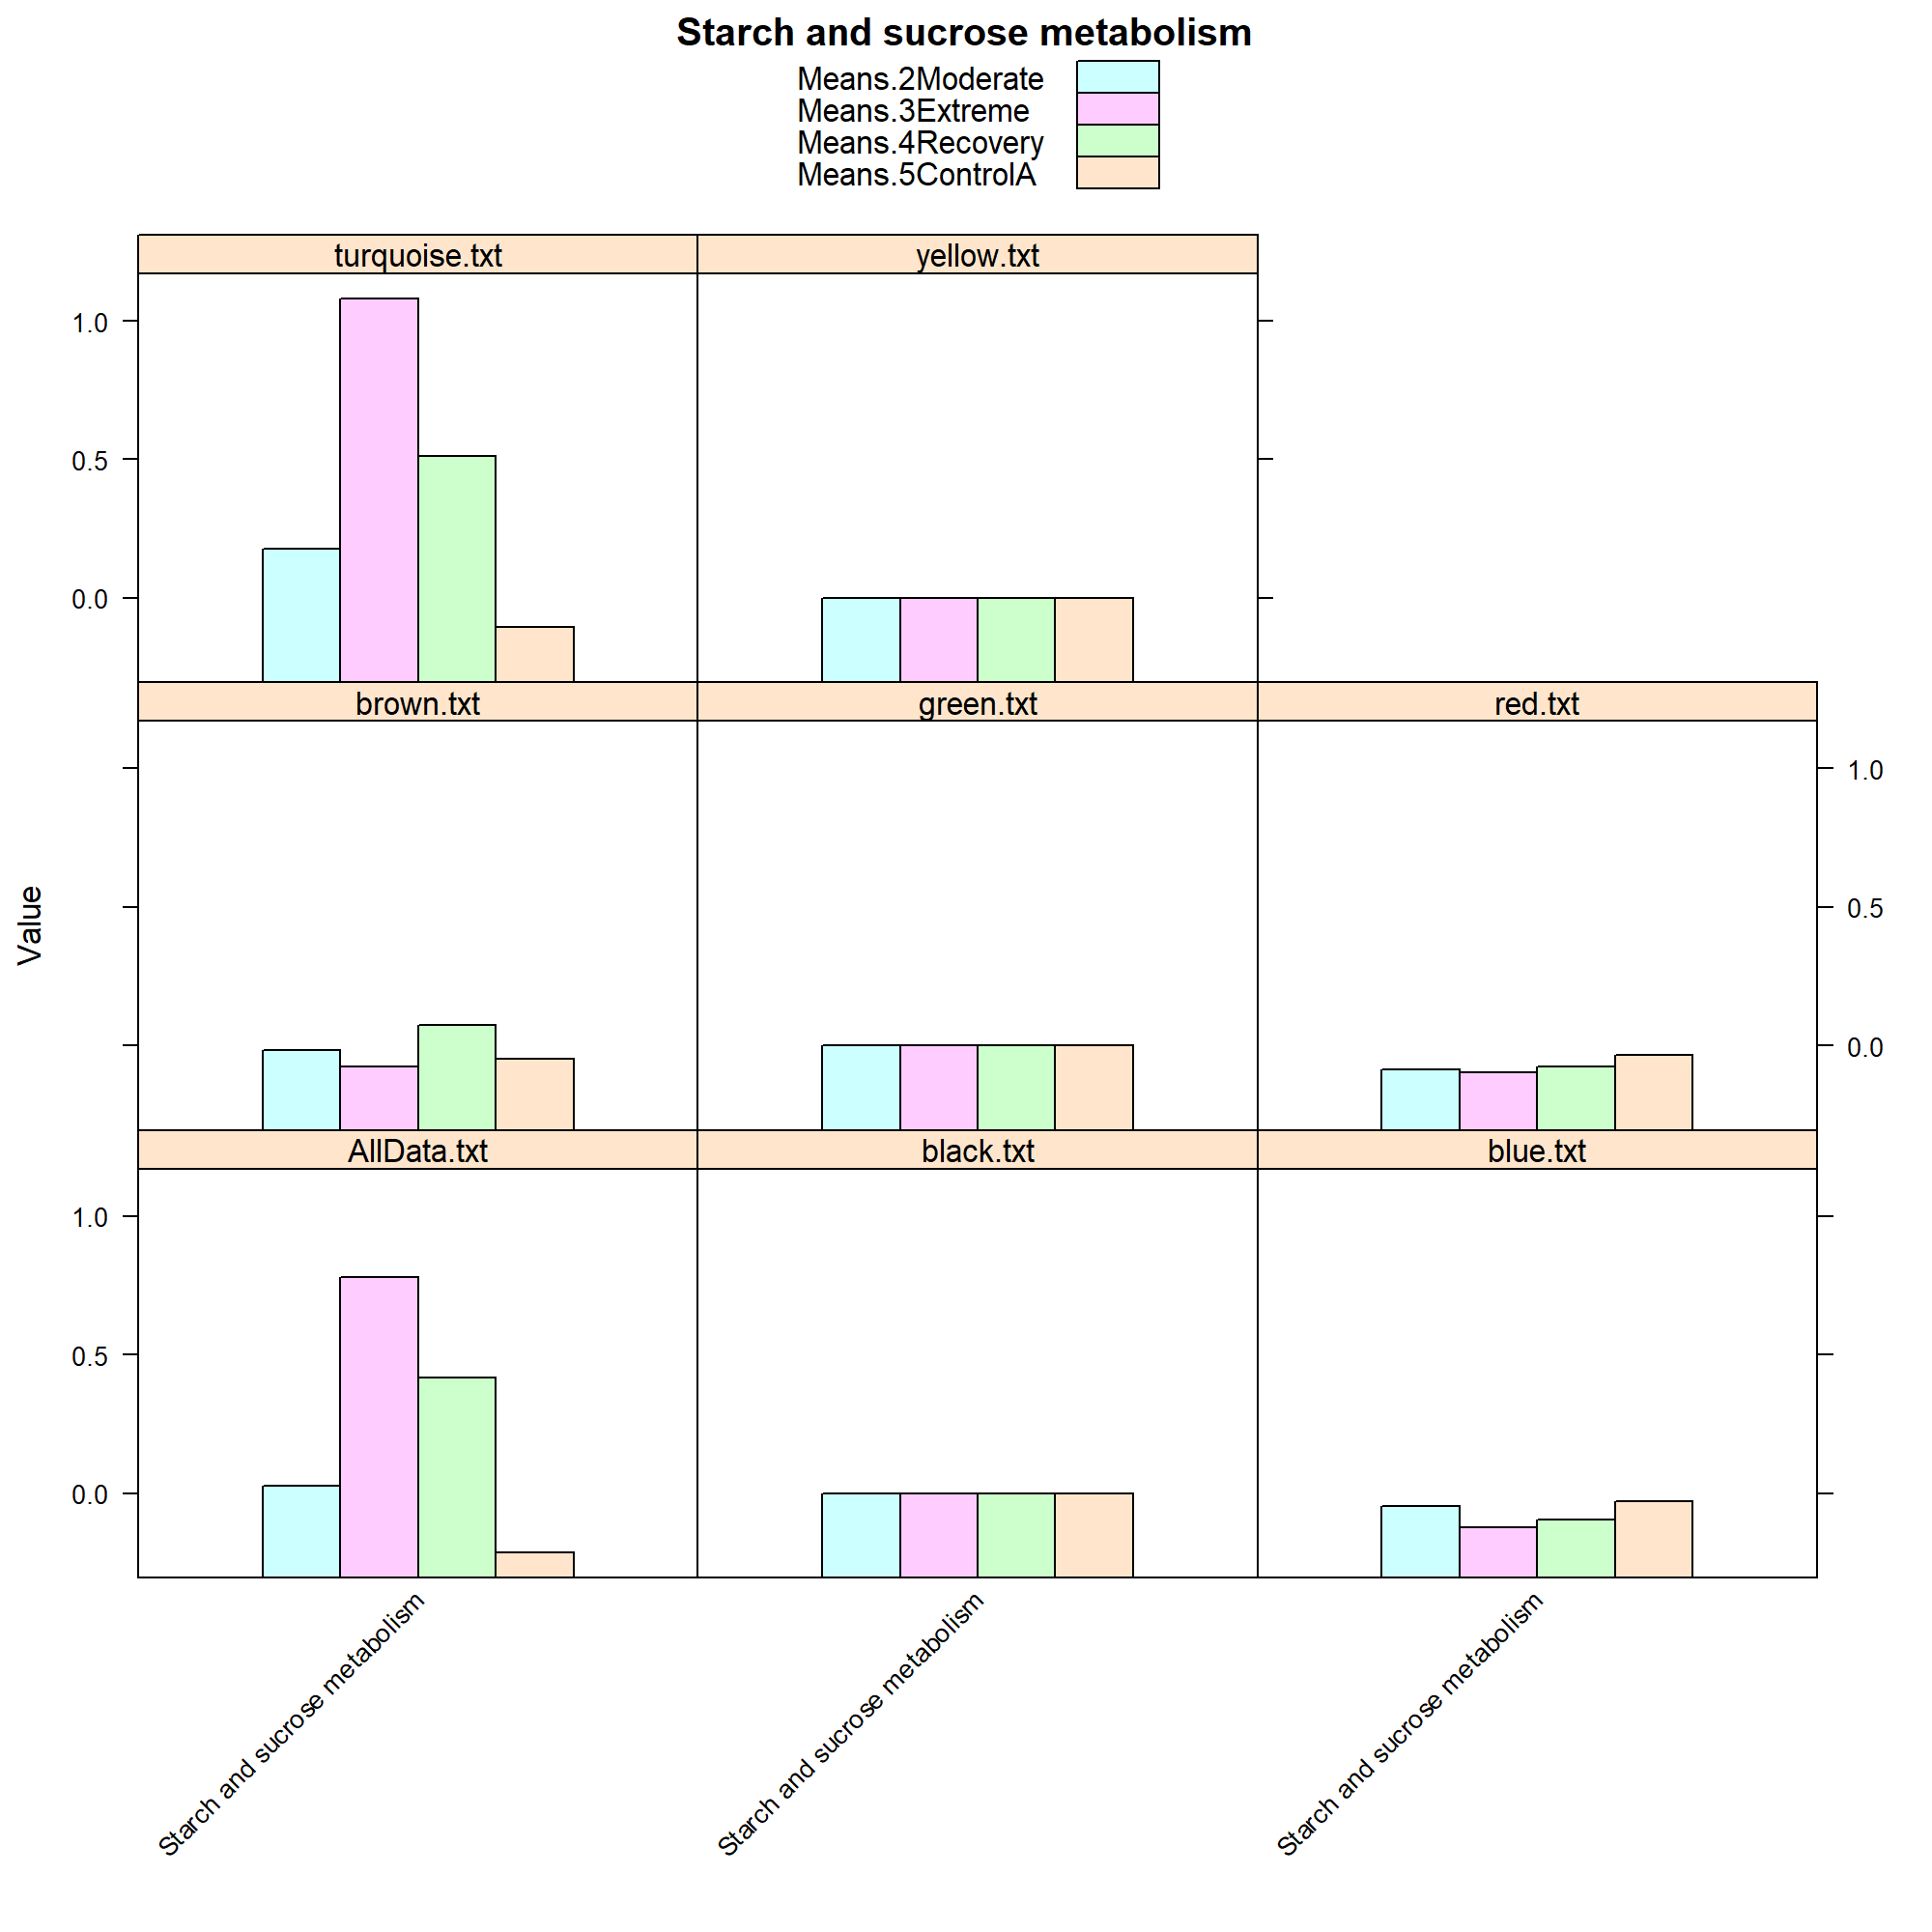 Starch and sucrose metabolism
Means.2Moderate
Means.3Extreme
Means.4Recovery
Means.5ControlA
turquoise.txt
yellow.txt
1.0
0.5
0.0
brown.txt
green.txt
red.txt
1.0
0.5
0.0
Value
AllData.txt
black.txt
blue.txt
1.0
0.5
0.0
Starch and sucrose metabolism
Starch and sucrose metabolism
Starch and sucrose metabolism